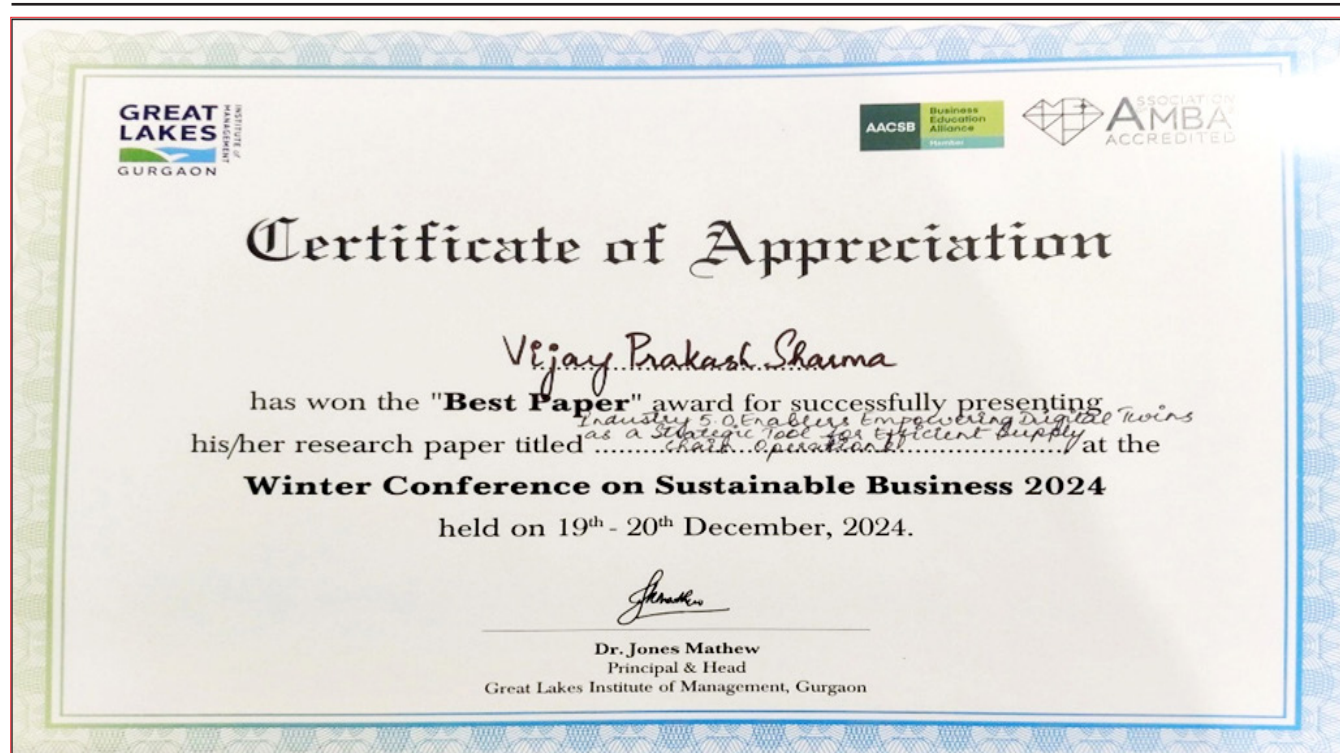 GREAT
LAKES
INSTITUTE of
MANAGEMENT
GURGAON
AACSB
Business
Education
Alliance
Member
ASSOCIATION
AMBA
ACCREDITED
Certificate of Appreciation
Vijay Prakash Sharma
has won the "Best Paper" award for successfully presenting
Industry 5.0 Enablers Empowering Digital Twins
as a Strategic Tool for Efficient Supply
his/her research paper titled ........................................................ at the
Chain Operations
Winter Conference on Sustainable Business 2024
held on 19th - 20th December, 2024.
Dr. Jones Mathew
Principal & Head
Great Lakes Institute of Management, Gurgaon